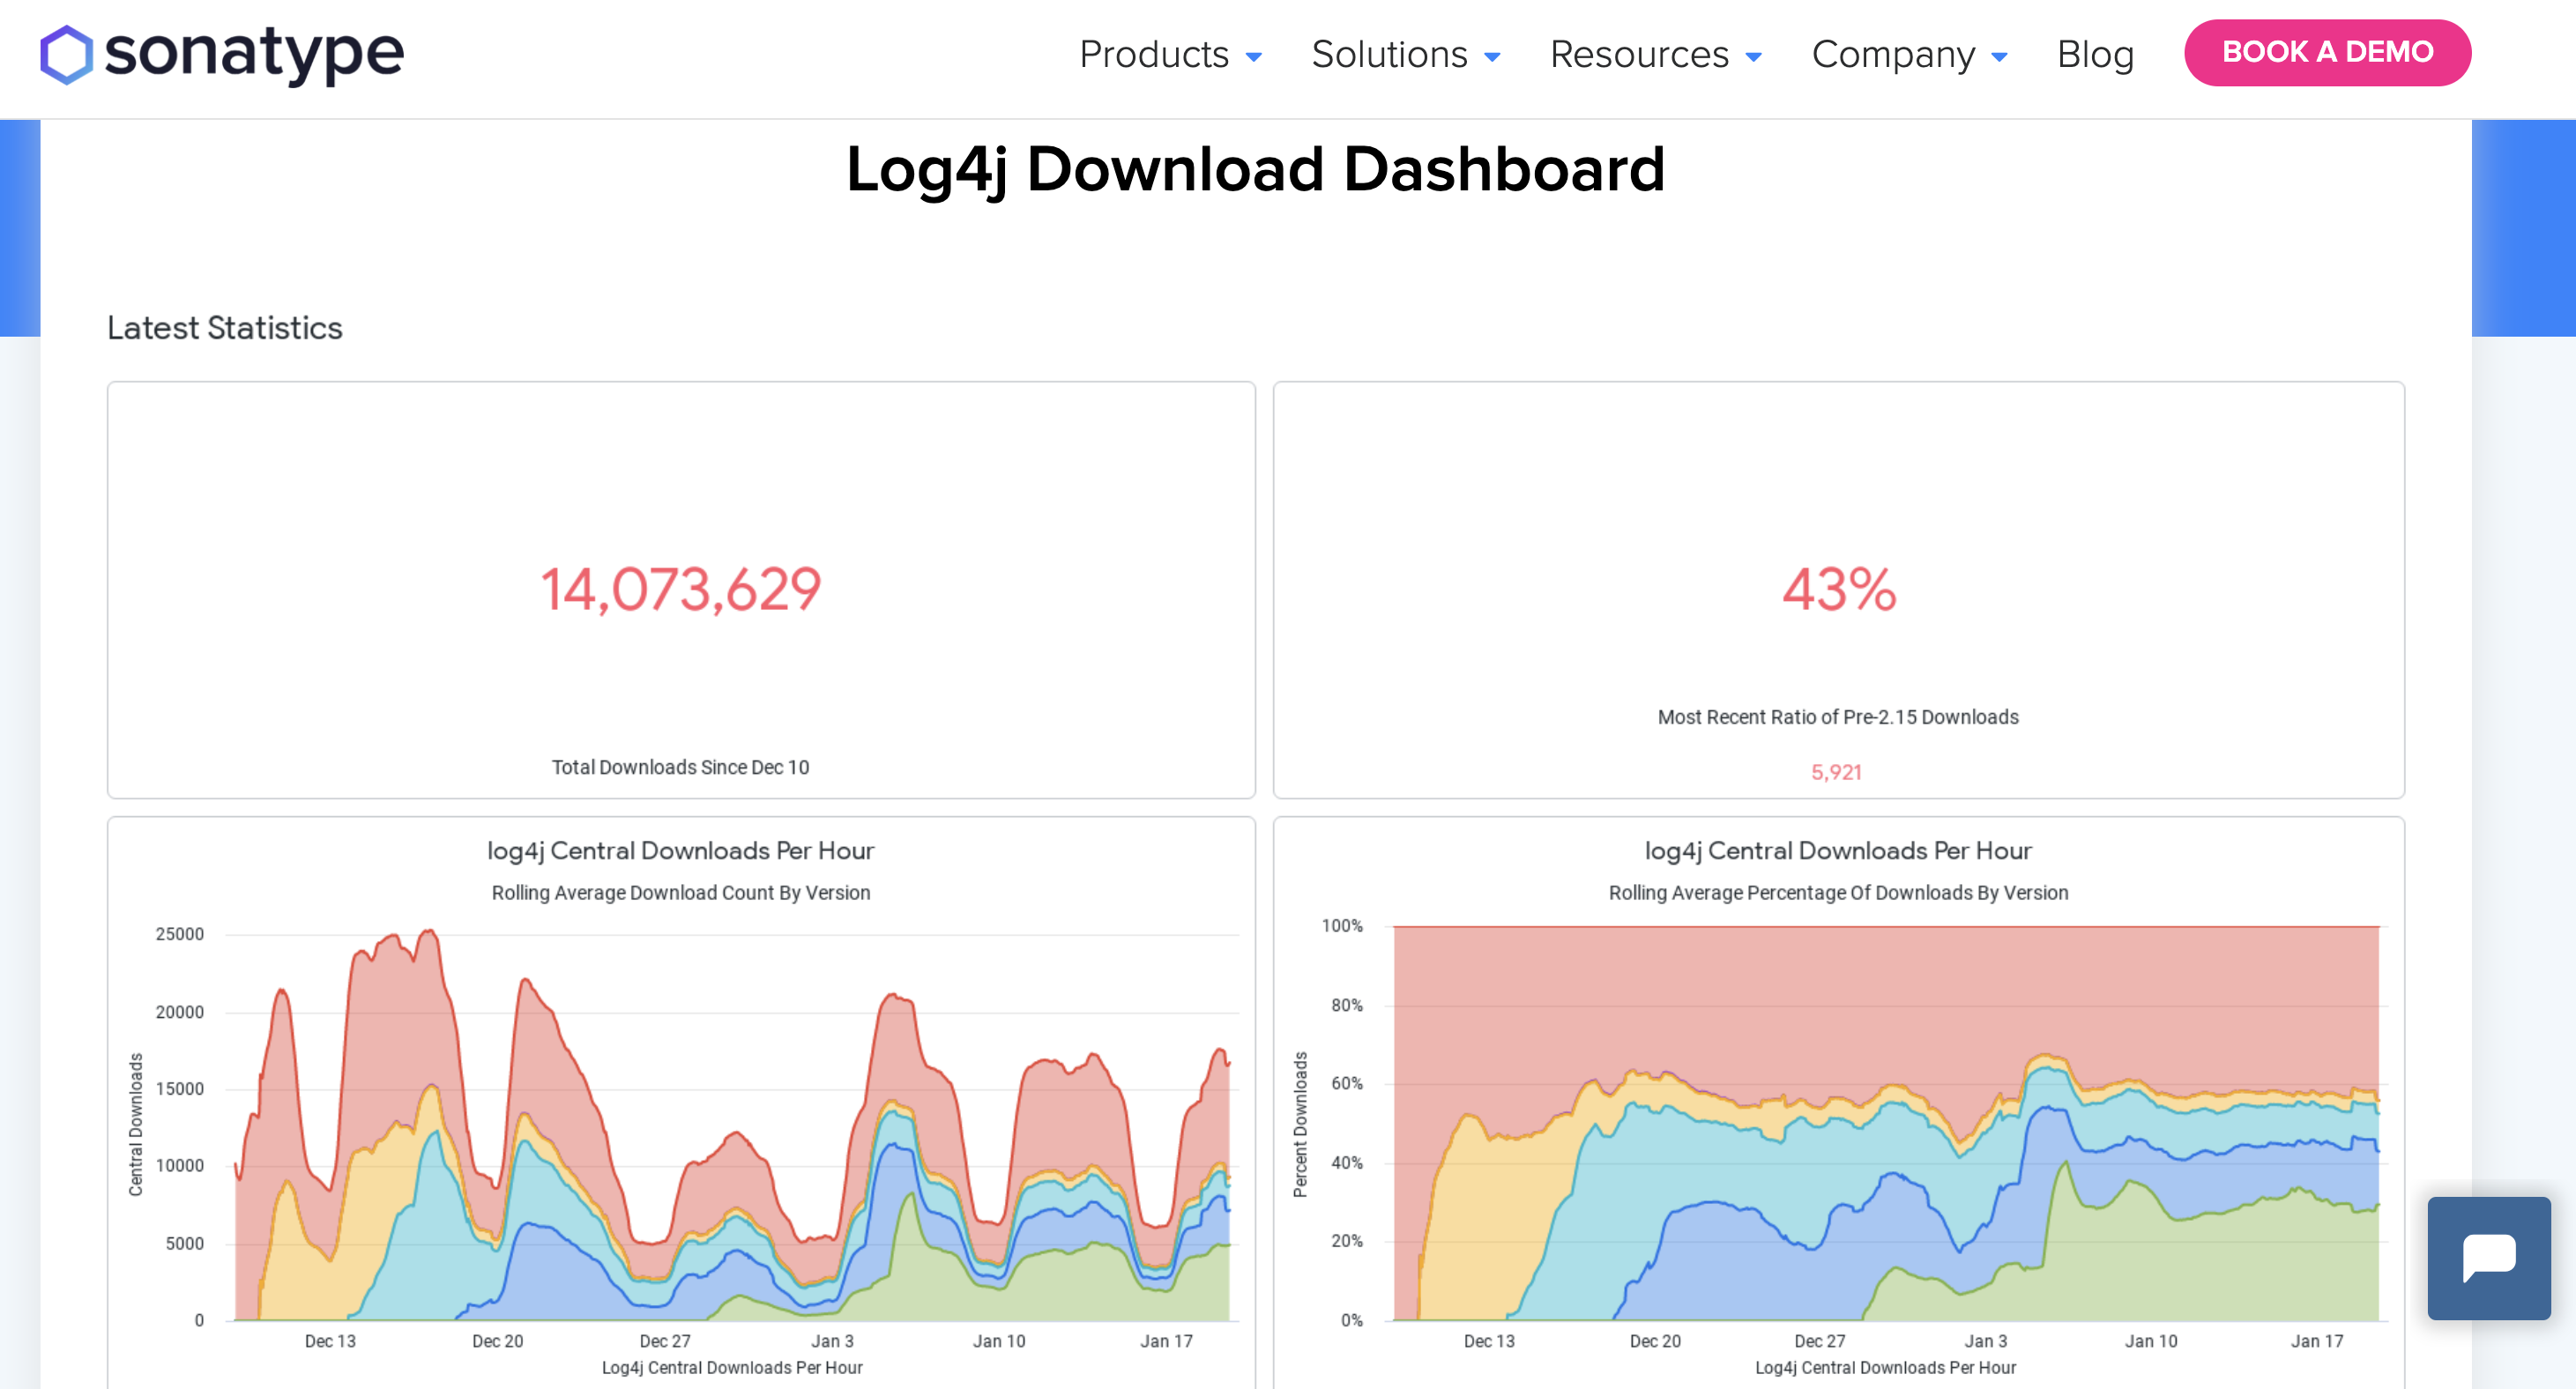 sonatype
Products Solutions Resources Company Blog BOOK A DEMO
Log4j Download Dashboard
Latest Statistics
14,073,629
Total Downloads Since Dec 10
43%
Most Recent Ratio of Pre-2.15 Downloads
5,921
log4j Central Downloads Per Hour
Rolling Average Download Count By Version
Central Downloads
25000
20000
15000
10000
5000
0
Dec 13 Dec 20 Dec 27 Jan 3 Jan 10 Jan 17
Log4j Central Downloads Per Hour
log4j Central Downloads Per Hour
Rolling Average Percentage Of Downloads By Version
Percent Downloads
100%
80%
60%
40%
20%
0%
Dec 13 Dec 20 Dec 27 Jan 3 Jan 10 Jan 17
Log4j Central Downloads Per Hour